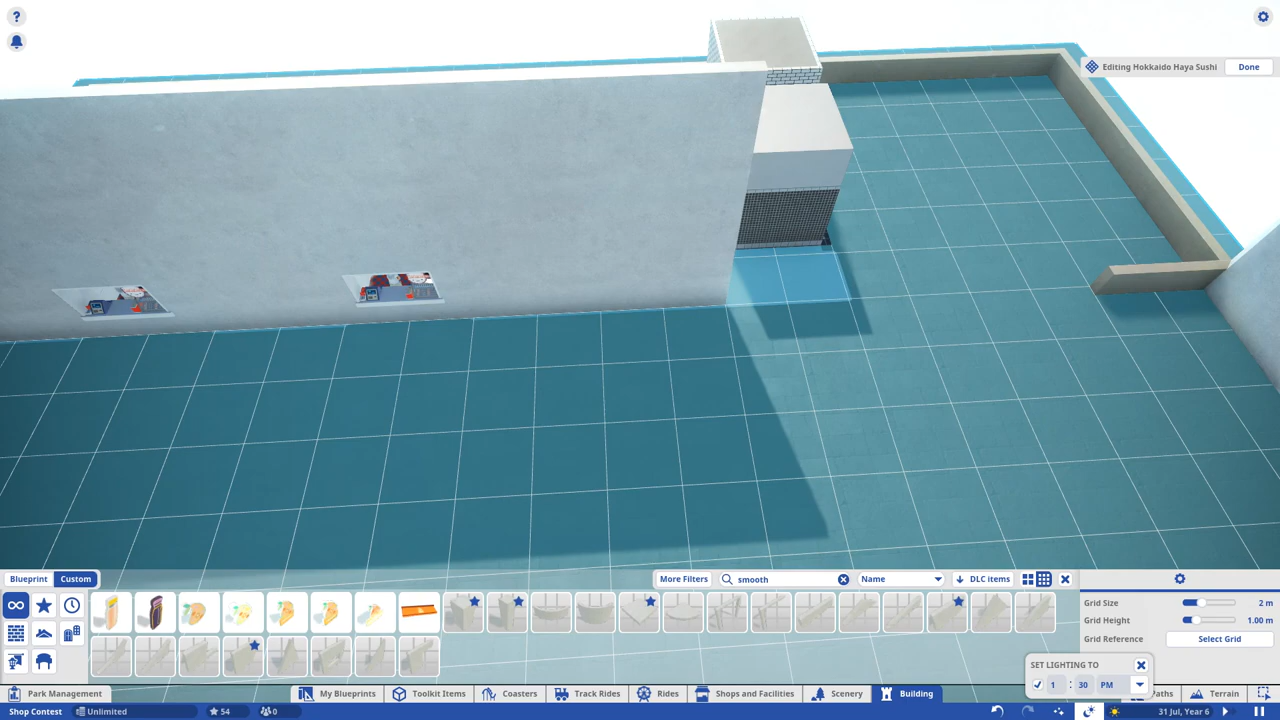 Editing Hokkaido Haya Sushi
Done
Blueprint
Custom
More Filters
smooth
Name
DLC items
Grid Size
2 m
Grid Height
1.00 m
Grid Reference
Select Grid
SET LIGHTING TO
1 : 30 PM
Park Management
My Blueprints
Toolkit Items
Coasters
Track Rides
Rides
Shops and Facilities
Scenery
Building
Paths
Terrain
Shop Contest
Unlimited
54
0
31 Jul, Year 6